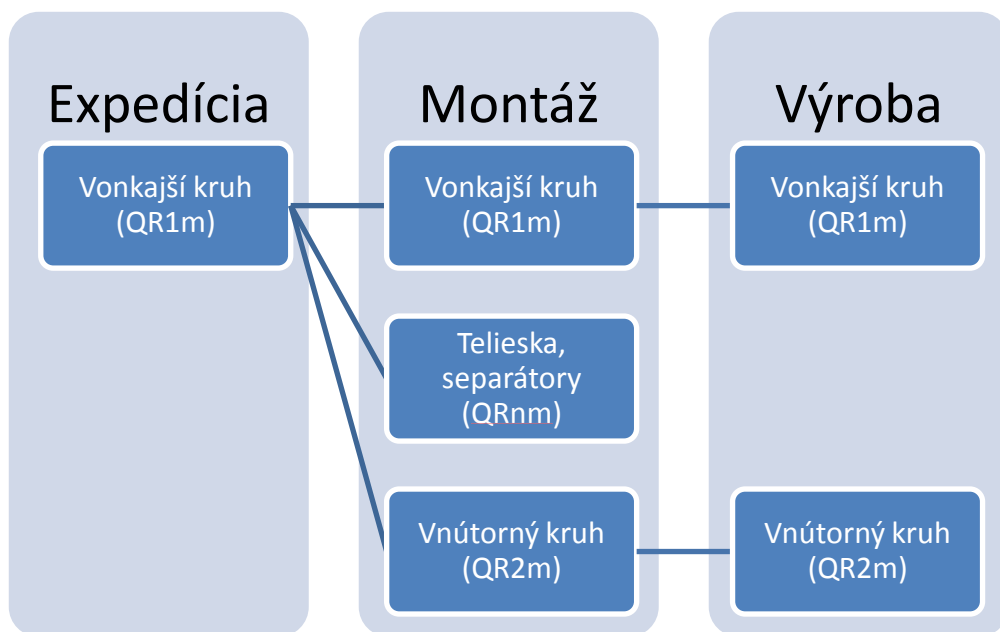 Expedícia
Vonkajší kruh
(QR1m)
Montáž
Vonkajší kruh
(QR1m)
Telieska,
separátory
(QRnm)
Vnútorný kruh
(QR2m)
Výroba
Vonkajší kruh
(QR1m)
Vnútorný kruh
(QR2m)